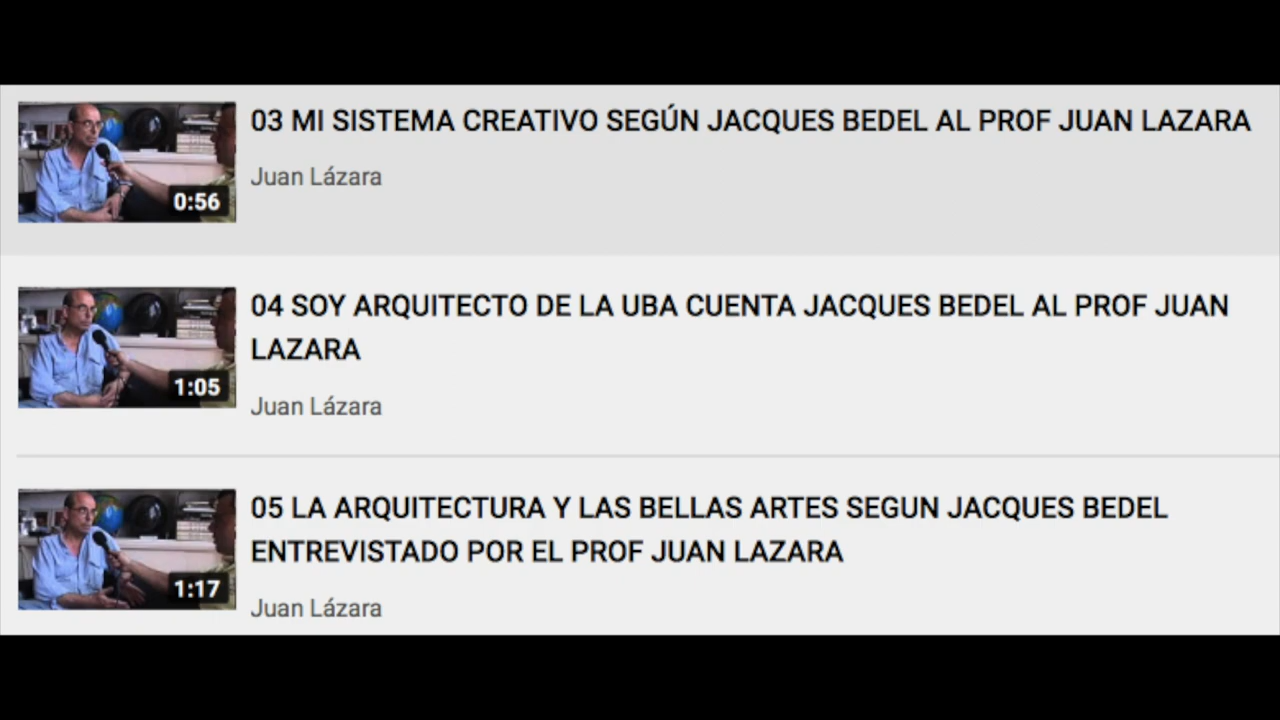 03 MI SISTEMA CREATIVO SEGÚN JACQUES BEDEL AL PROF JUAN LAZARA
Juan Lázara
0:56
04 SOY ARQUITECTO DE LA UBA CUENTA JACQUES BEDEL AL PROF JUAN
LAZARA
Juan Lázara
1:05
05 LA ARQUITECTURA Y LAS BELLAS ARTES SEGUN JACQUES BEDEL
ENTREVISTADO POR EL PROF JUAN LAZARA
Juan Lázara
1:17